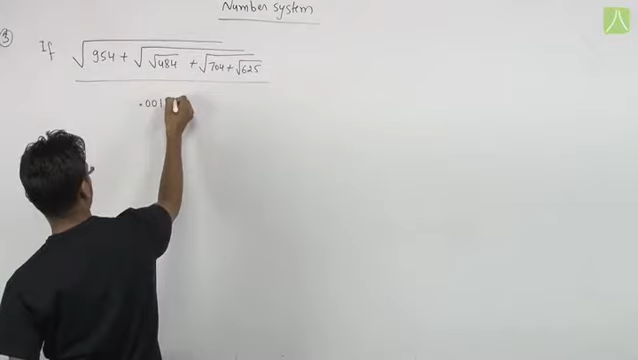 Number system
3 If √954 + √√484 + √704 + √625
.001